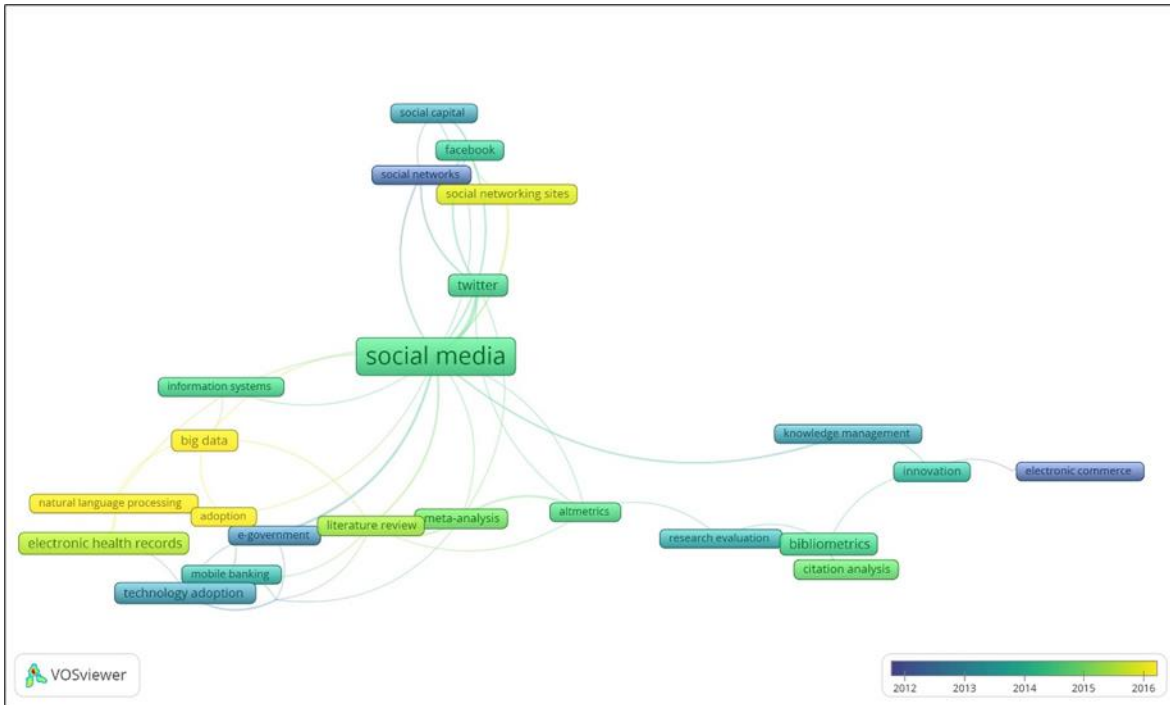 social capital
facebook
social networks
social networking sites
twitter
social media
information systems
big data
knowledge management
innovation
electronic commerce
natural language processing
adoption
altmetrics
meta-analysis
literature review
e-government
research evaluation
electronic health records
bibliometrics
citation analysis
mobile banking
technology adoption
VOSviewer
2012 2013 2014 2015 2016